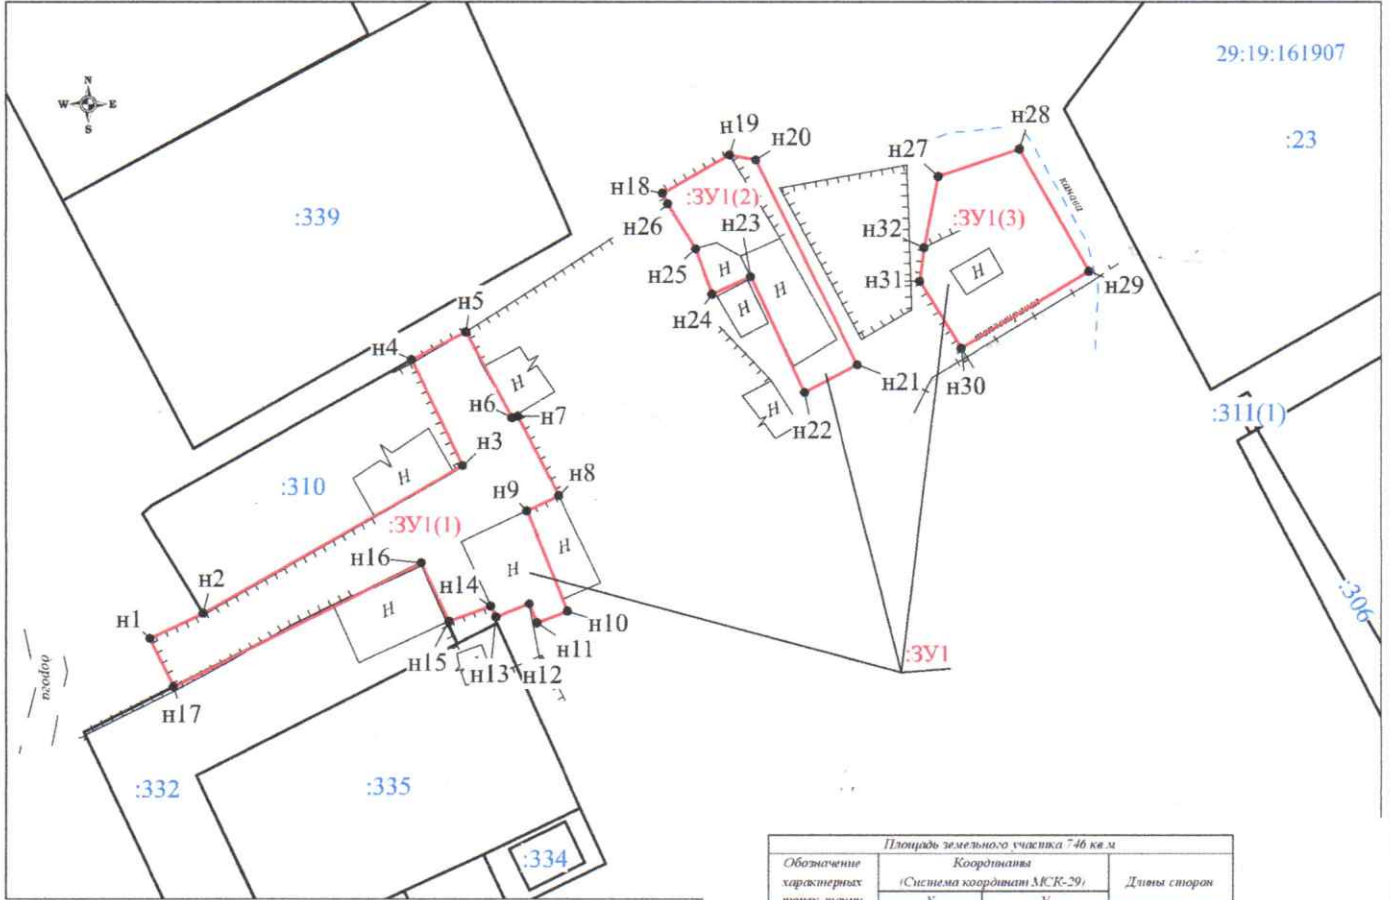 29:19:161907
N
W E
S
:23
н28
н19
н20
н27
канава
н18
:ЗУ1(2)
:339
н26
н23
н32
:ЗУ1(3)
н25
Н
Н
Н
н31
Н
н29
н5
н24
Н
теплотрасса
н4
н21
н30
н6
н7
Н
н22
:311(1)
н3
Н
н8
:310
н9
:ЗУ1(1)
н16
Н
Н
:306
н2
н14
н1
Н
н10
н11
:ЗУ1
н15
н13
н12
дорога
н17
:332
:335
:334
Площадь земельного участка 746 кв.м
Обозначение Координаты
характерных (Система координат МСК-29) Длины сторон
X Y